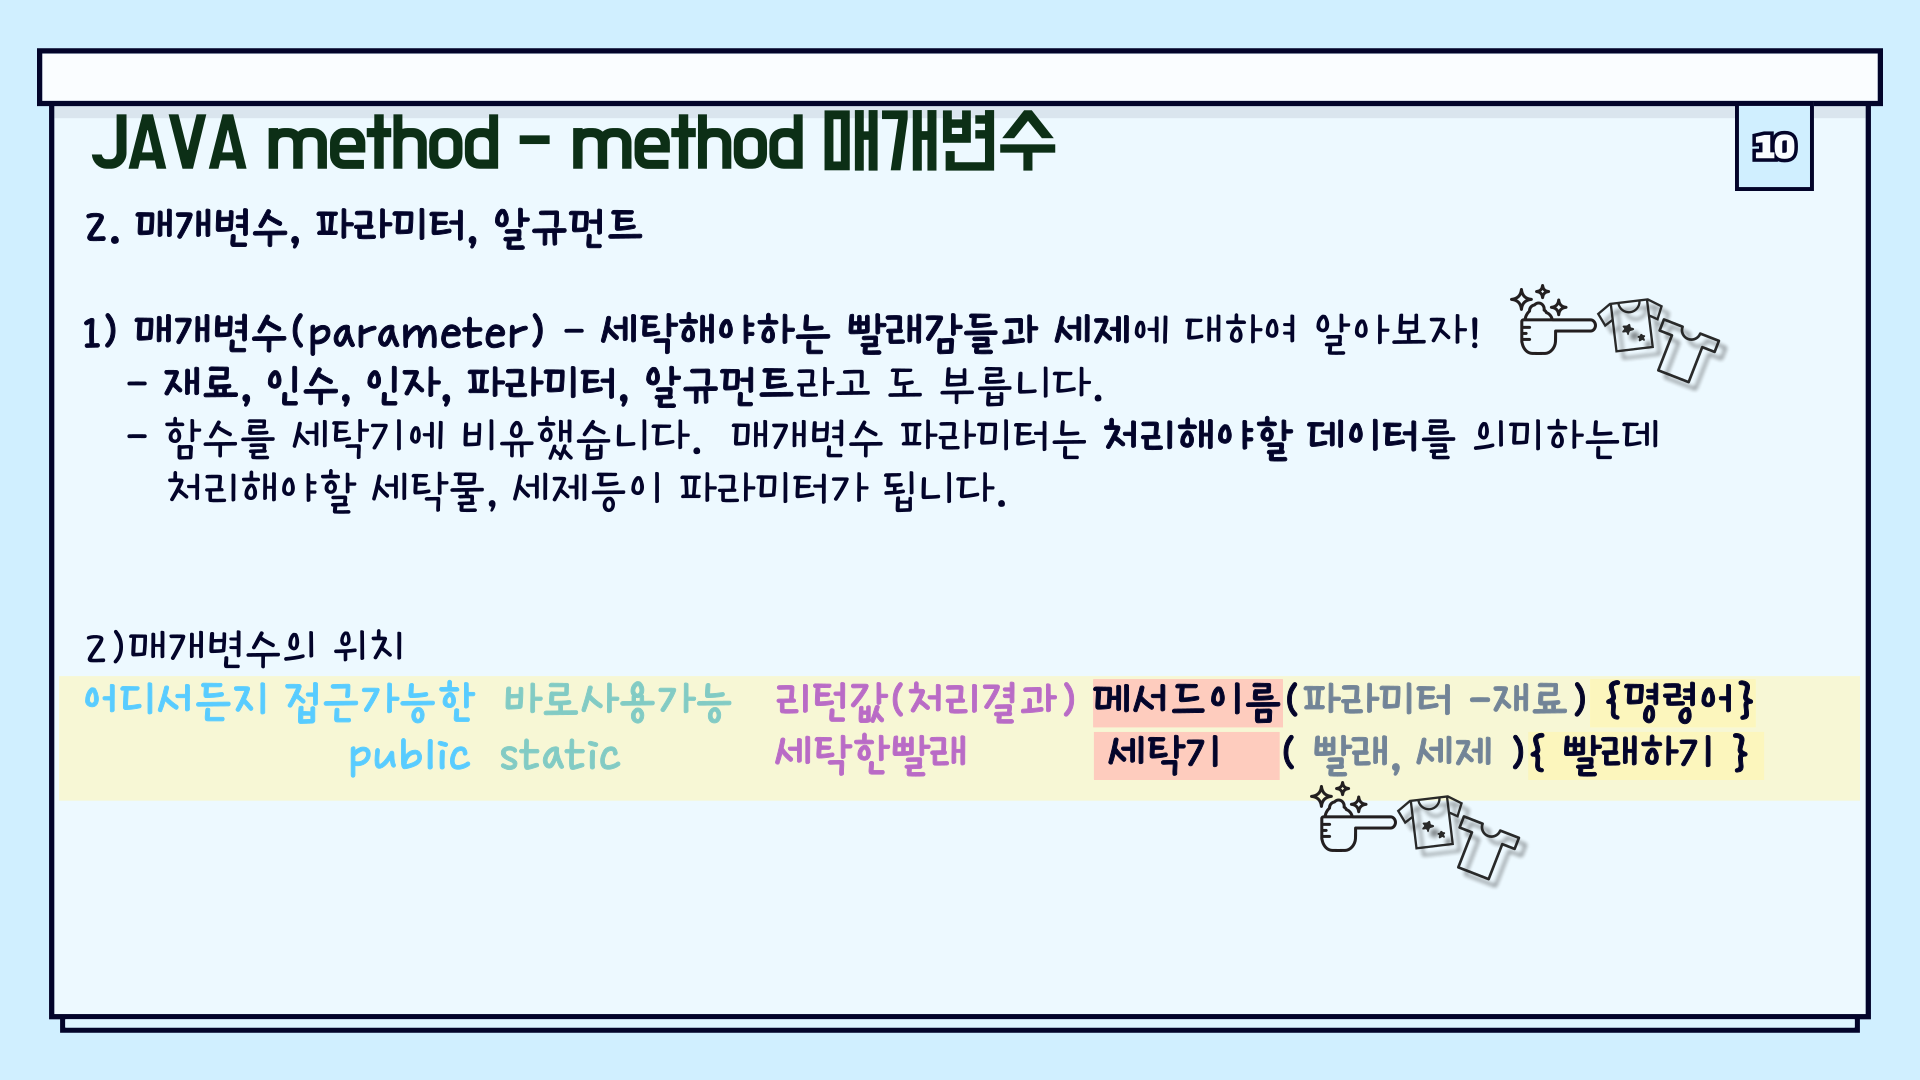 JAVA method - method 매개변수
10
2. 매개변수, 파라미터, 알규먼트
1) 매개변수(parameter) - 세탁해야하는 빨래감들과 세제에 대하여 알아보자!
- 재료, 인수, 인자, 파라미터, 알규먼트라고 도 부릅니다.
- 함수를 세탁기에 비유했습니다. 매개변수 파라미터는 처리해야할 데이터를 의미하는데
처리해야할 세탁물, 세제등이 파라미터가 됩니다.
2)매개변수의 위치
어디서든지 접근가능한 바로사용가능 리턴값(처리결과) 메서드이름(파라미터 -재료) {명령어}
public static 세탁한빨래 세탁기 ( 빨래, 세제 ){ 빨래하기 }